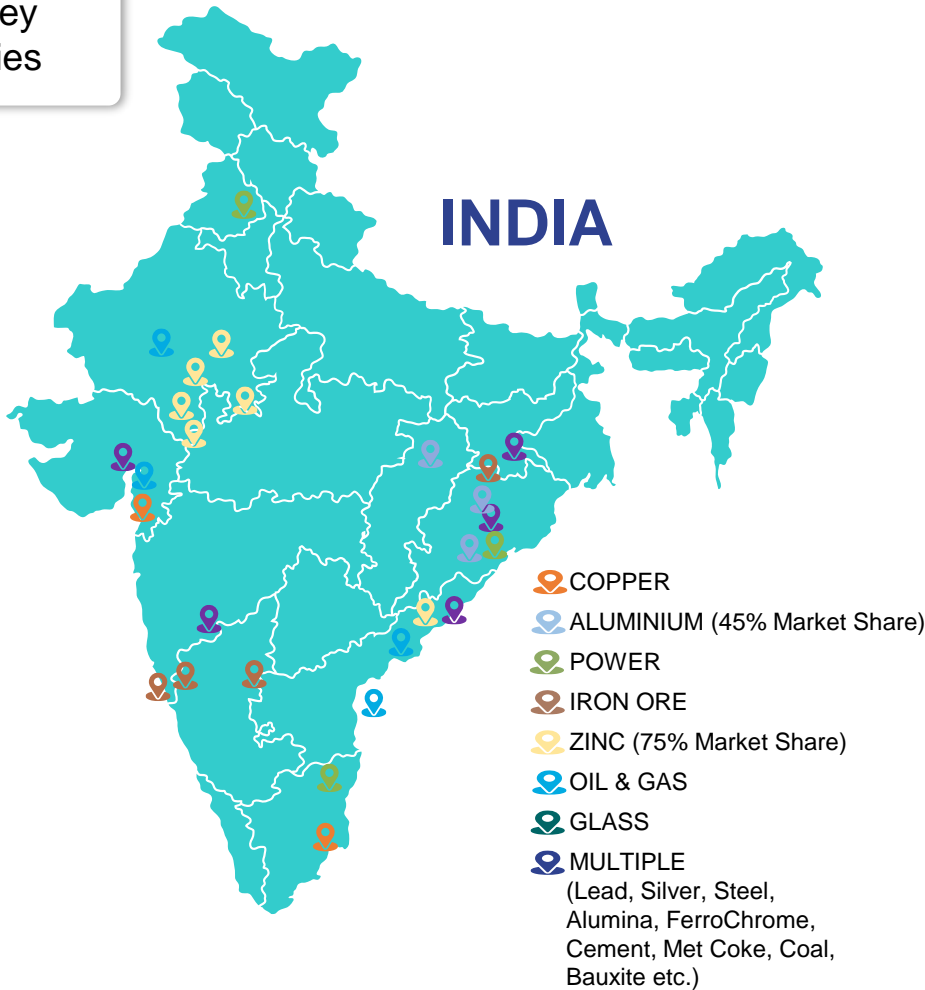 ey
ies
INDIA
COPPER
ALUMINIUM (45% Market Share)
POWER
IRON ORE
ZINC (75% Market Share)
OIL & GAS
GLASS
MULTIPLE
(Lead, Silver, Steel,
Alumina, FerroChrome,
Cement, Met Coke, Coal,
Bauxite etc.)